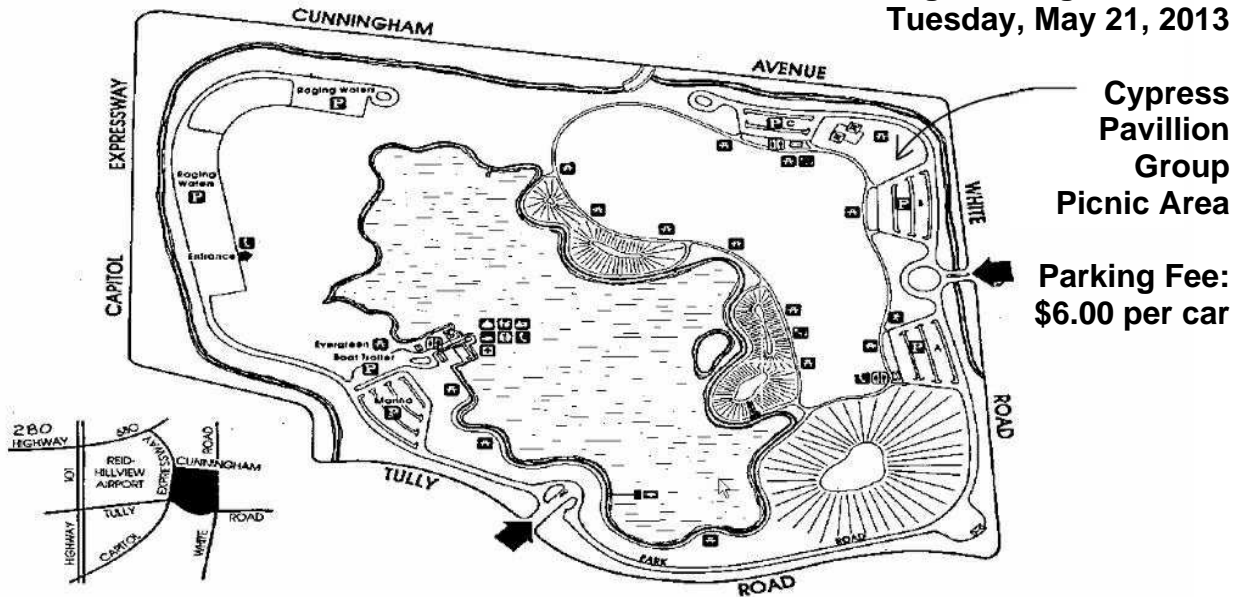 Tuesday, May 21, 2013
CUNNINGHAM
AVENUE
Cypress
Pavillion
Group
Picnic Area
Parking Fee:
$6.00 per car
EXPRESSWAY
CAPITOL
WHITE
ROAD
Raging Waters
P
P C
Raging
Waters
P
P B
Entrance
P A
Evergreen
Boat Trailer
P
Marina
P
TULLY
PARK
ROAD
ROAD
280
HIGHWAY
680
EXPRESSWAY
ROAD
CUNNINGHAM
REID-
HILLVIEW
AIRPORT
101
HIGHWAY
TULLY
ROAD
CAPITOL
WHITE